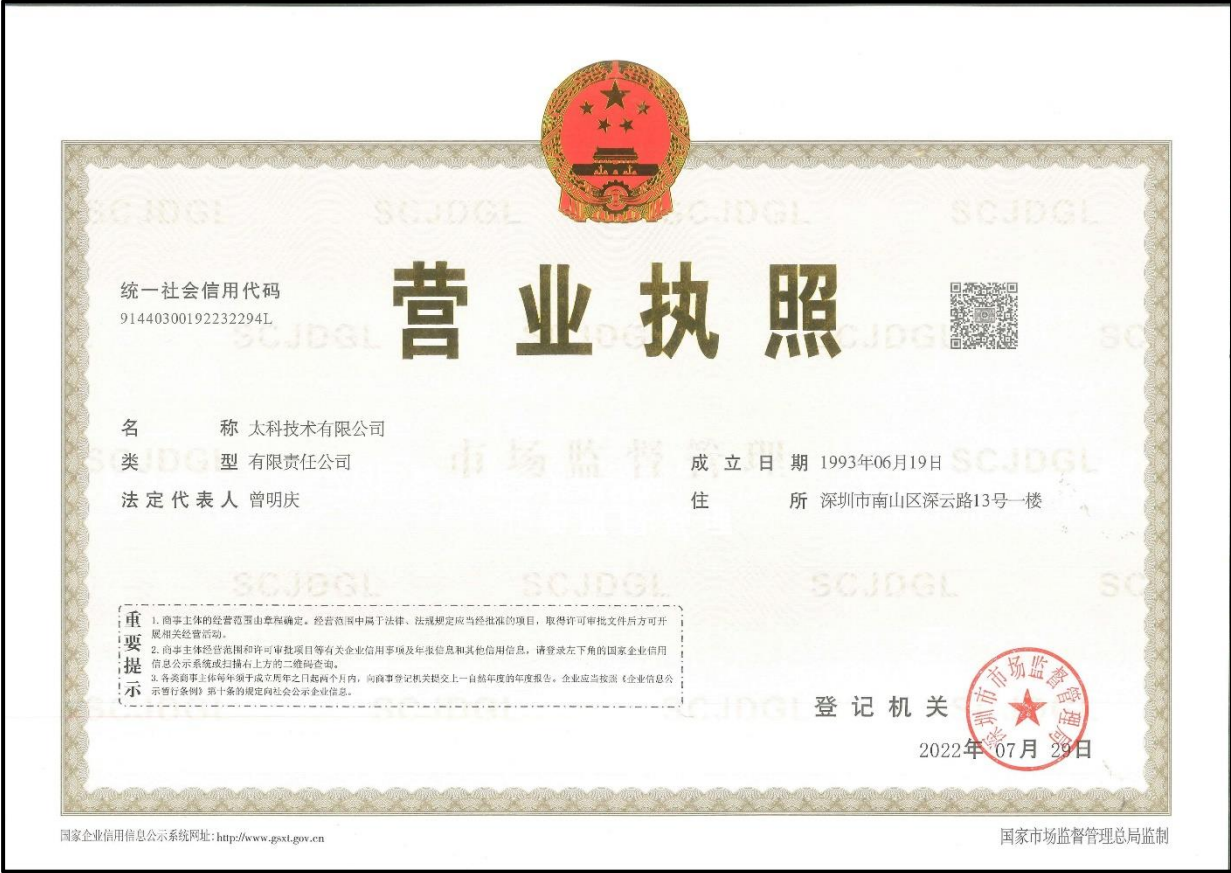 营业执照
统一社会信用代码
91440300192232294L
名称 太科技术有限公司
类型 有限责任公司
法定代表人 曾明庆
成立日期 1993年06月19日
住所 深圳市南山区深云路13号一楼
重要提示
1. 商事主体的经营范围由章程确定。经营范围中属于法律、法规规定应当经批准的项目，取得许可审批文件后方可开
展相关经营活动。
2. 商事主体经营范围和许可审批项目等有关企业信用事项及年报信息和其他信用信息，请登录左下角的国家企业信用
信息公示系统或扫描右上方的二维码查询。
3. 各类商事主体每年须于成立周年之日起两个月内，向商事登记机关提交上一自然年度的年度报告。企业应当按照《企业信息公
示暂行条例》第十条的规定向社会公示企业信息。
登记机关
深圳市市场监督管理局
2022年07月29日
国家企业信用信息公示系统网址：http://www.gsxt.gov.cn
国家市场监督管理总局监制
市场监督管理
SCJDGL